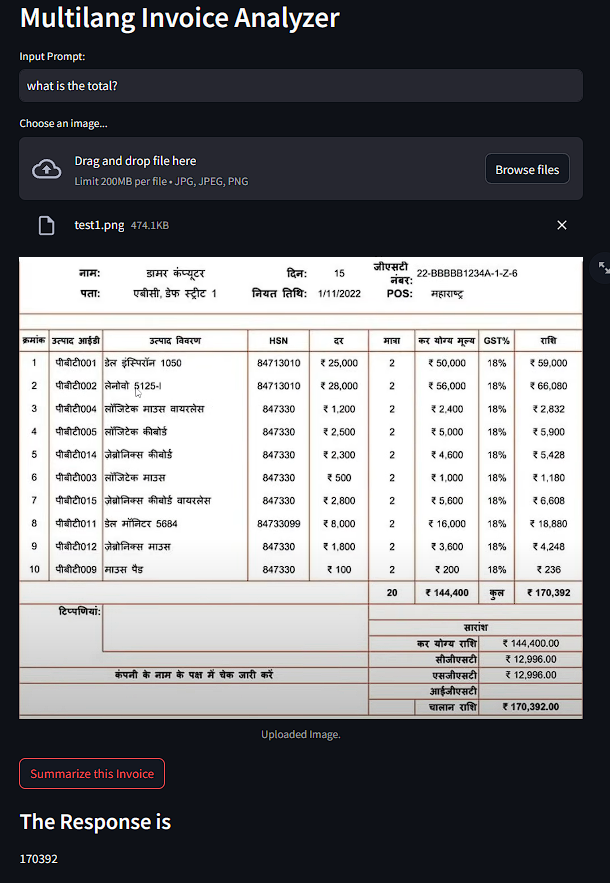 Multilang Invoice Analyzer
Input Prompt:
what is the total?
Choose an image...
Drag and drop file here
Limit 200MB per file • JPG, JPEG, PNG
Browse files
test1.png 474.1KB
नाम: डामर कंप्यूटर दिन: 15 जीएसटी नंबर: 22-BBBBB1234A-1-Z-6
पता: एबीसी, डेफ स्ट्रीट 1 नियत तिथि: 1/11/2022 POS: महाराष्ट्र
क्रमांक उत्पाद आईडी उत्पाद विवरण HSN दर मात्रा कर योग्य मूल्य GST% राशि
1 पीबीटी001 डेल इंस्पिरॉन 1050 84713010 ₹ 25,000 2 ₹ 50,000 18% ₹ 59,000
2 पीबीटी002 लेनोवो 5125-I 84713010 ₹ 28,000 2 ₹ 56,000 18% ₹ 66,080
3 पीबीटी004 लॉजिटेक माउस वायरलेस 847330 ₹ 1,200 2 ₹ 2,400 18% ₹ 2,832
4 पीबीटी005 लॉजिटेक कीबोर्ड 847330 ₹ 2,500 2 ₹ 5,000 18% ₹ 5,900
5 पीबीटी014 ज़ेब्रोनिक्स कीबोर्ड 847330 ₹ 2,300 2 ₹ 4,600 18% ₹ 5,428
6 पीबीटी003 लॉजिटेक माउस 847330 ₹ 500 2 ₹ 1,000 18% ₹ 1,180
7 पीबीटी015 ज़ेब्रोनिक्स कीबोर्ड वायरलेस 847330 ₹ 2,800 2 ₹ 5,600 18% ₹ 6,608
8 पीबीटी011 डेल मॉनिटर 5684 84733099 ₹ 8,000 2 ₹ 16,000 18% ₹ 18,880
9 पीबीटी012 ज़ेब्रोनिक्स माउस 847330 ₹ 1,800 2 ₹ 3,600 18% ₹ 4,248
10 पीबीटी009 माउस पैड 847330 ₹ 100 2 ₹ 200 18% ₹ 236
20 ₹ 144,400 कुल ₹ 170,392
टिप्पणियां:
सारांश
कर योग्य राशि ₹ 144,400.00
सीजीएसटी ₹ 12,996.00
कंपनी के नाम के पक्ष में चेक जारी करें एसजीएसटी ₹ 12,996.00
आईजीएसटी
चालान राशि ₹ 170,392.00
Uploaded Image.
Summarize this Invoice
The Response is
170392